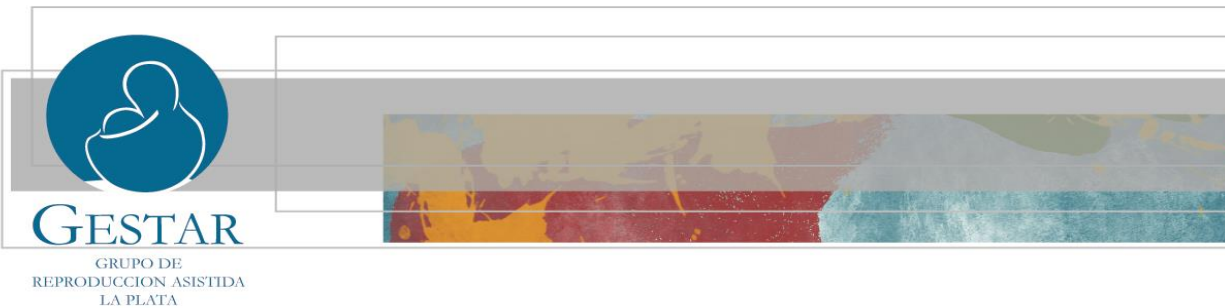 GESTAR
GRUPO DE
REPRODUCCION ASISTIDA
LA PLATA